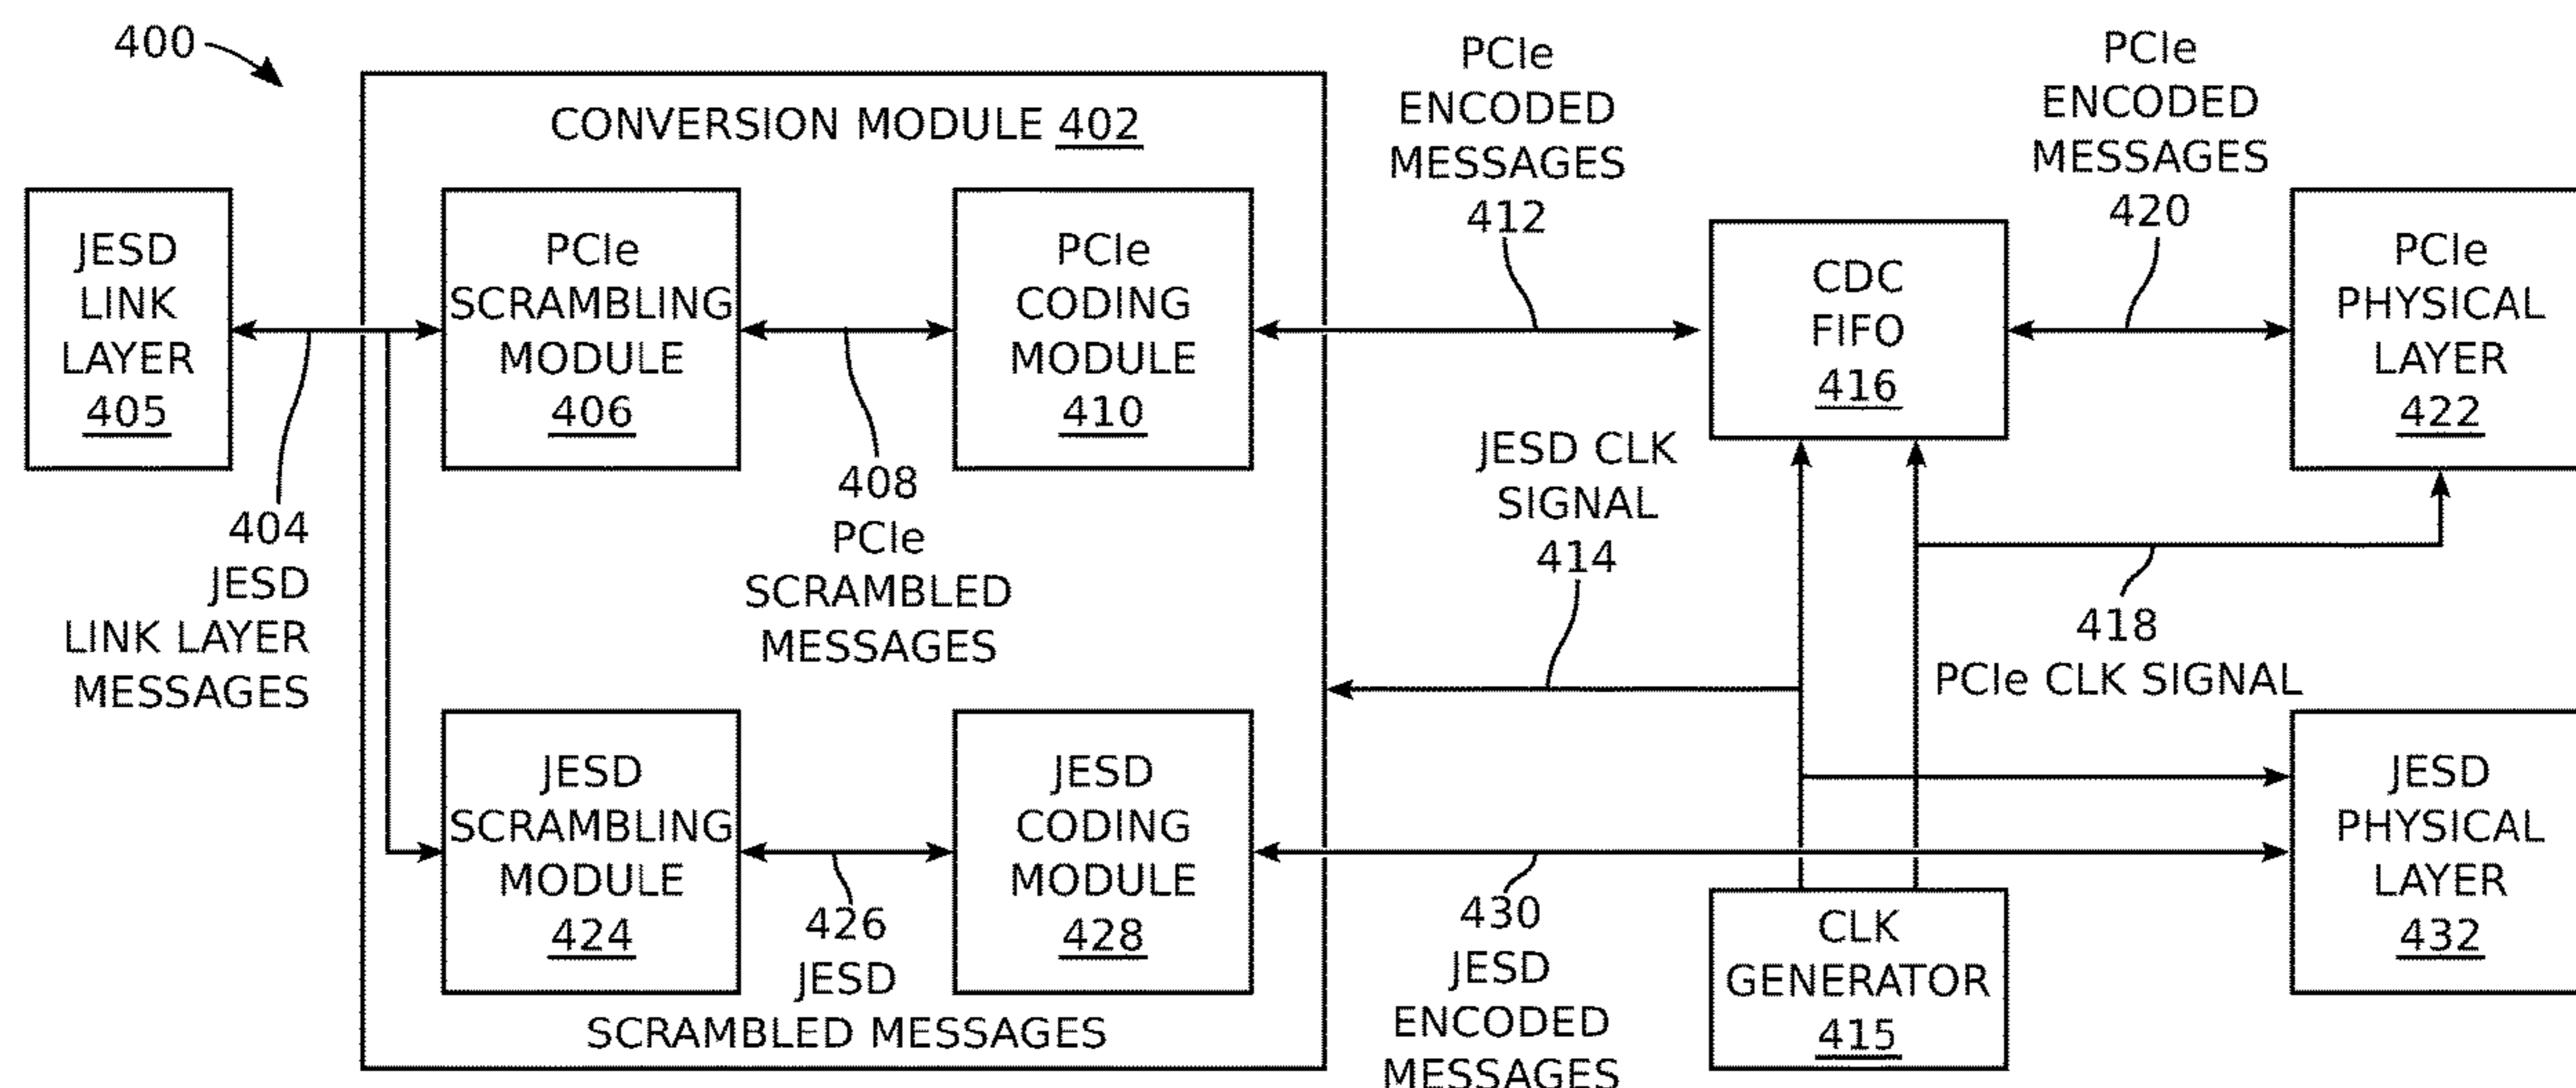 400
CONVERSION MODULE 402
JESD
LINK
LAYER
405
PCIe
SCRAMBLING
MODULE
406
PCIe
CODING
MODULE
410
PCIe
ENCODED
MESSAGES
412
CDC
FIFO
416
PCIe
ENCODED
MESSAGES
420
PCIe
PHYSICAL
LAYER
422
404
JESD
LINK LAYER
MESSAGES
408
PCIe
SCRAMBLED
MESSAGES
JESD CLK
SIGNAL
414
418
PCIe CLK SIGNAL
JESD
SCRAMBLING
MODULE
424
426
JESD
SCRAMBLED MESSAGES
JESD
CODING
MODULE
428
430
JESD
ENCODED
MESSAGES
CLK
GENERATOR
415
JESD
PHYSICAL
LAYER
432